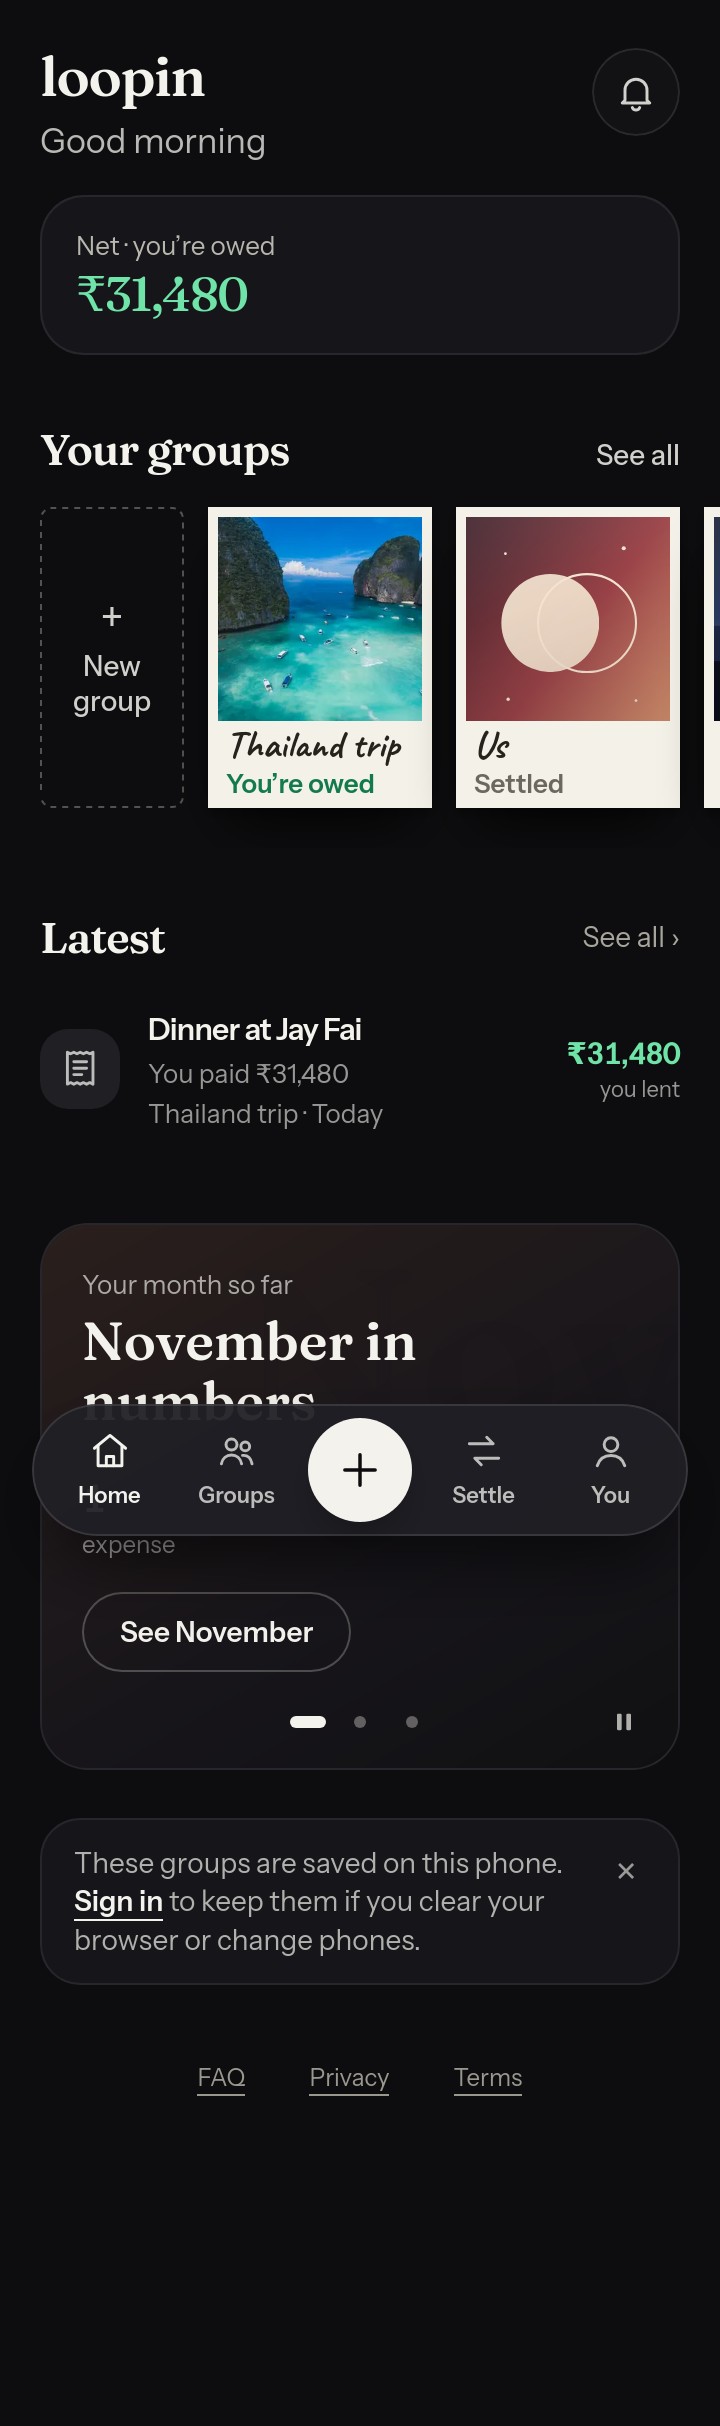 loopin
Good morning
Net · you’re owed
₹31,480
Your groups
See all
+
New
group
Thailand trip
You’re owed
Us
Settled
Latest
See all ›
Dinner at Jay Fai
You paid ₹31,480
Thailand trip · Today
₹31,480
you lent
Your month so far
November in
numbers
Home
Groups
Settle
You
expense
See November
These groups are saved on this phone.
Sign in to keep them if you clear your
browser or change phones.
FAQ
Privacy
Terms